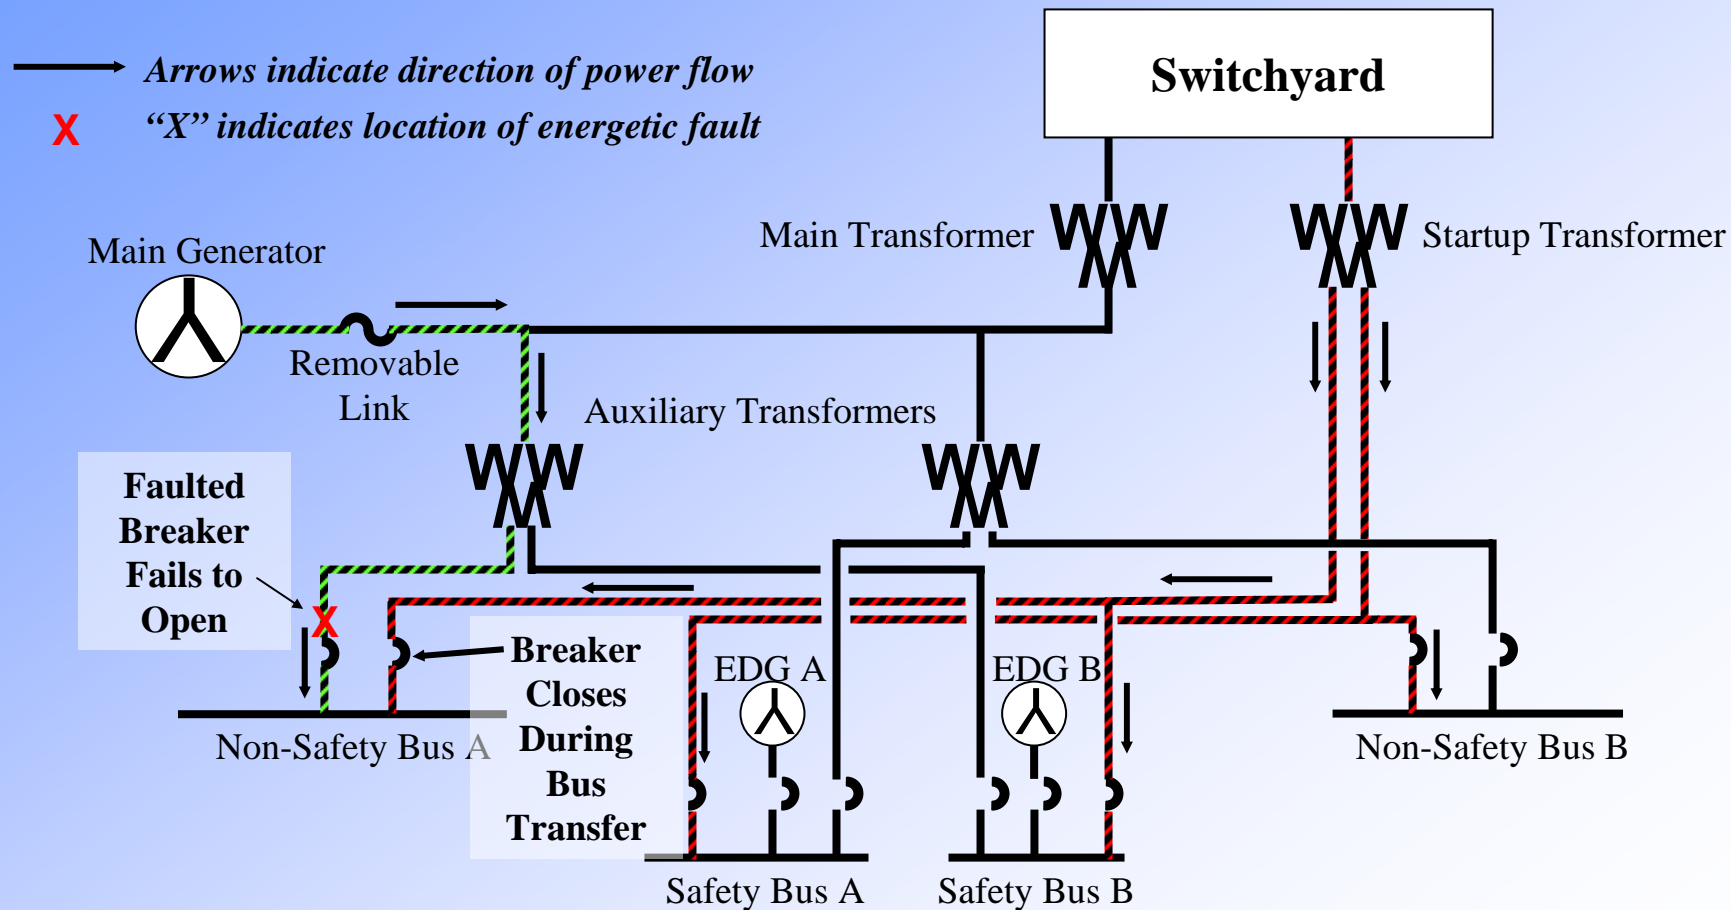 Arrows indicate direction of power flow
X
“X” indicates location of energetic fault
Switchyard
Main Transformer
Startup Transformer
Main Generator
Removable
Link
Auxiliary Transformers
Faulted
Breaker
Fails to
Open
X
Breaker
Closes
During
Bus
Transfer
EDG A
EDG B
Non-Safety Bus A
Non-Safety Bus B
Safety Bus A
Safety Bus B